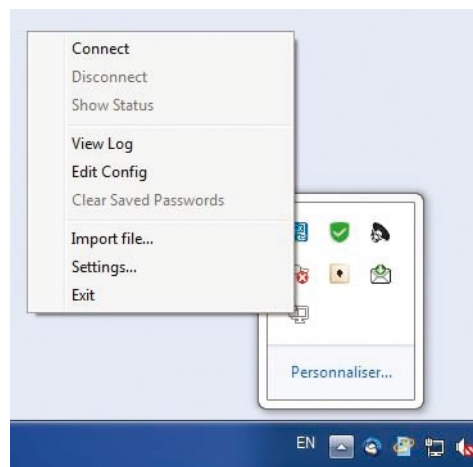 Connect
Disconnect
Show Status
View Log
Edit Config
Clear Saved Passwords
Import file...
Settings...
Exit
Personnaliser...
EN